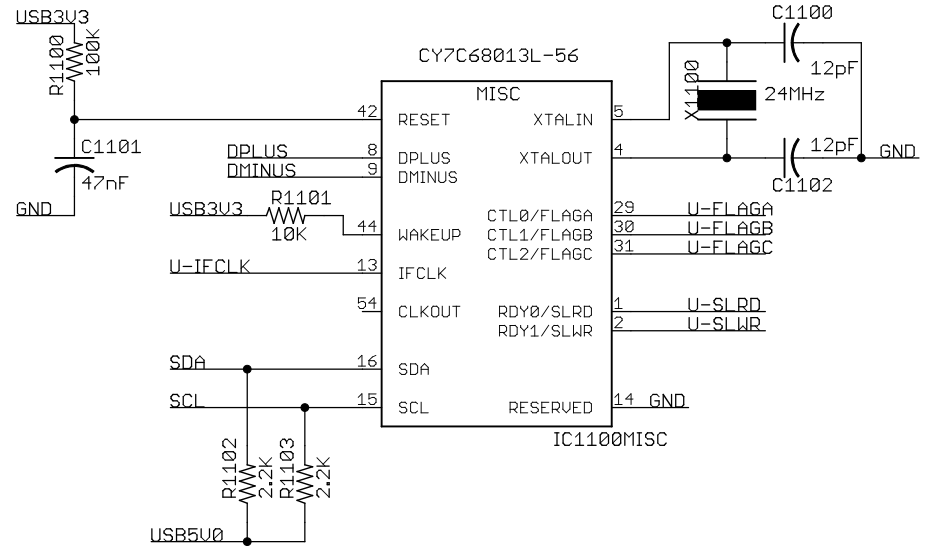 USB3V3
R1100
100K
C1101
47nF
GND
CY7C68013L-56
MISC
42 RESET
DPLUS 8 DPLUS
DMINUS 9 DMINUS
USB3V3 R1101
10K
44 WAKEUP
U-IFCLK 13 IFCLK
54 CLKOUT
SDA 16 SDA
SCL 15 SCL
R1102
2.2K
R1103
2.2K
USB5V0
XTALIN 5
XTALOUT 4
CTL0/FLAGA 29 U-FLAGA
CTL1/FLAGB 30 U-FLAGB
CTL2/FLAGC 31 U-FLAGC
RDY0/SLRD 1 U-SLRD
RDY1/SLWR 2 U-SLWR
RESERVED 14 GND
IC1100MISC
X1100
24MHz
C1100
12pF
12pF
C1102
GND